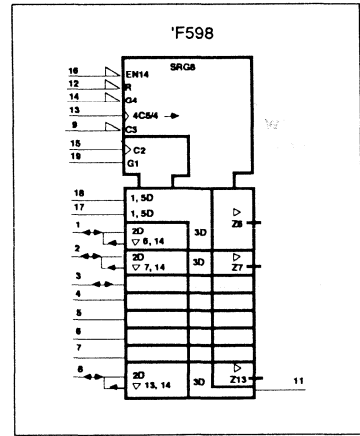 'F598
SRG8
16 EN14
12 R
14 G4
13 4C5/4
9 C3
15 C2
19 G1
18 1, 5D
17 1, 5D
1 2D 3D Z6
6, 14
2 2D 3D Z7
7, 14
3
4
5
6
7
8 2D 3D Z13
13, 14
11